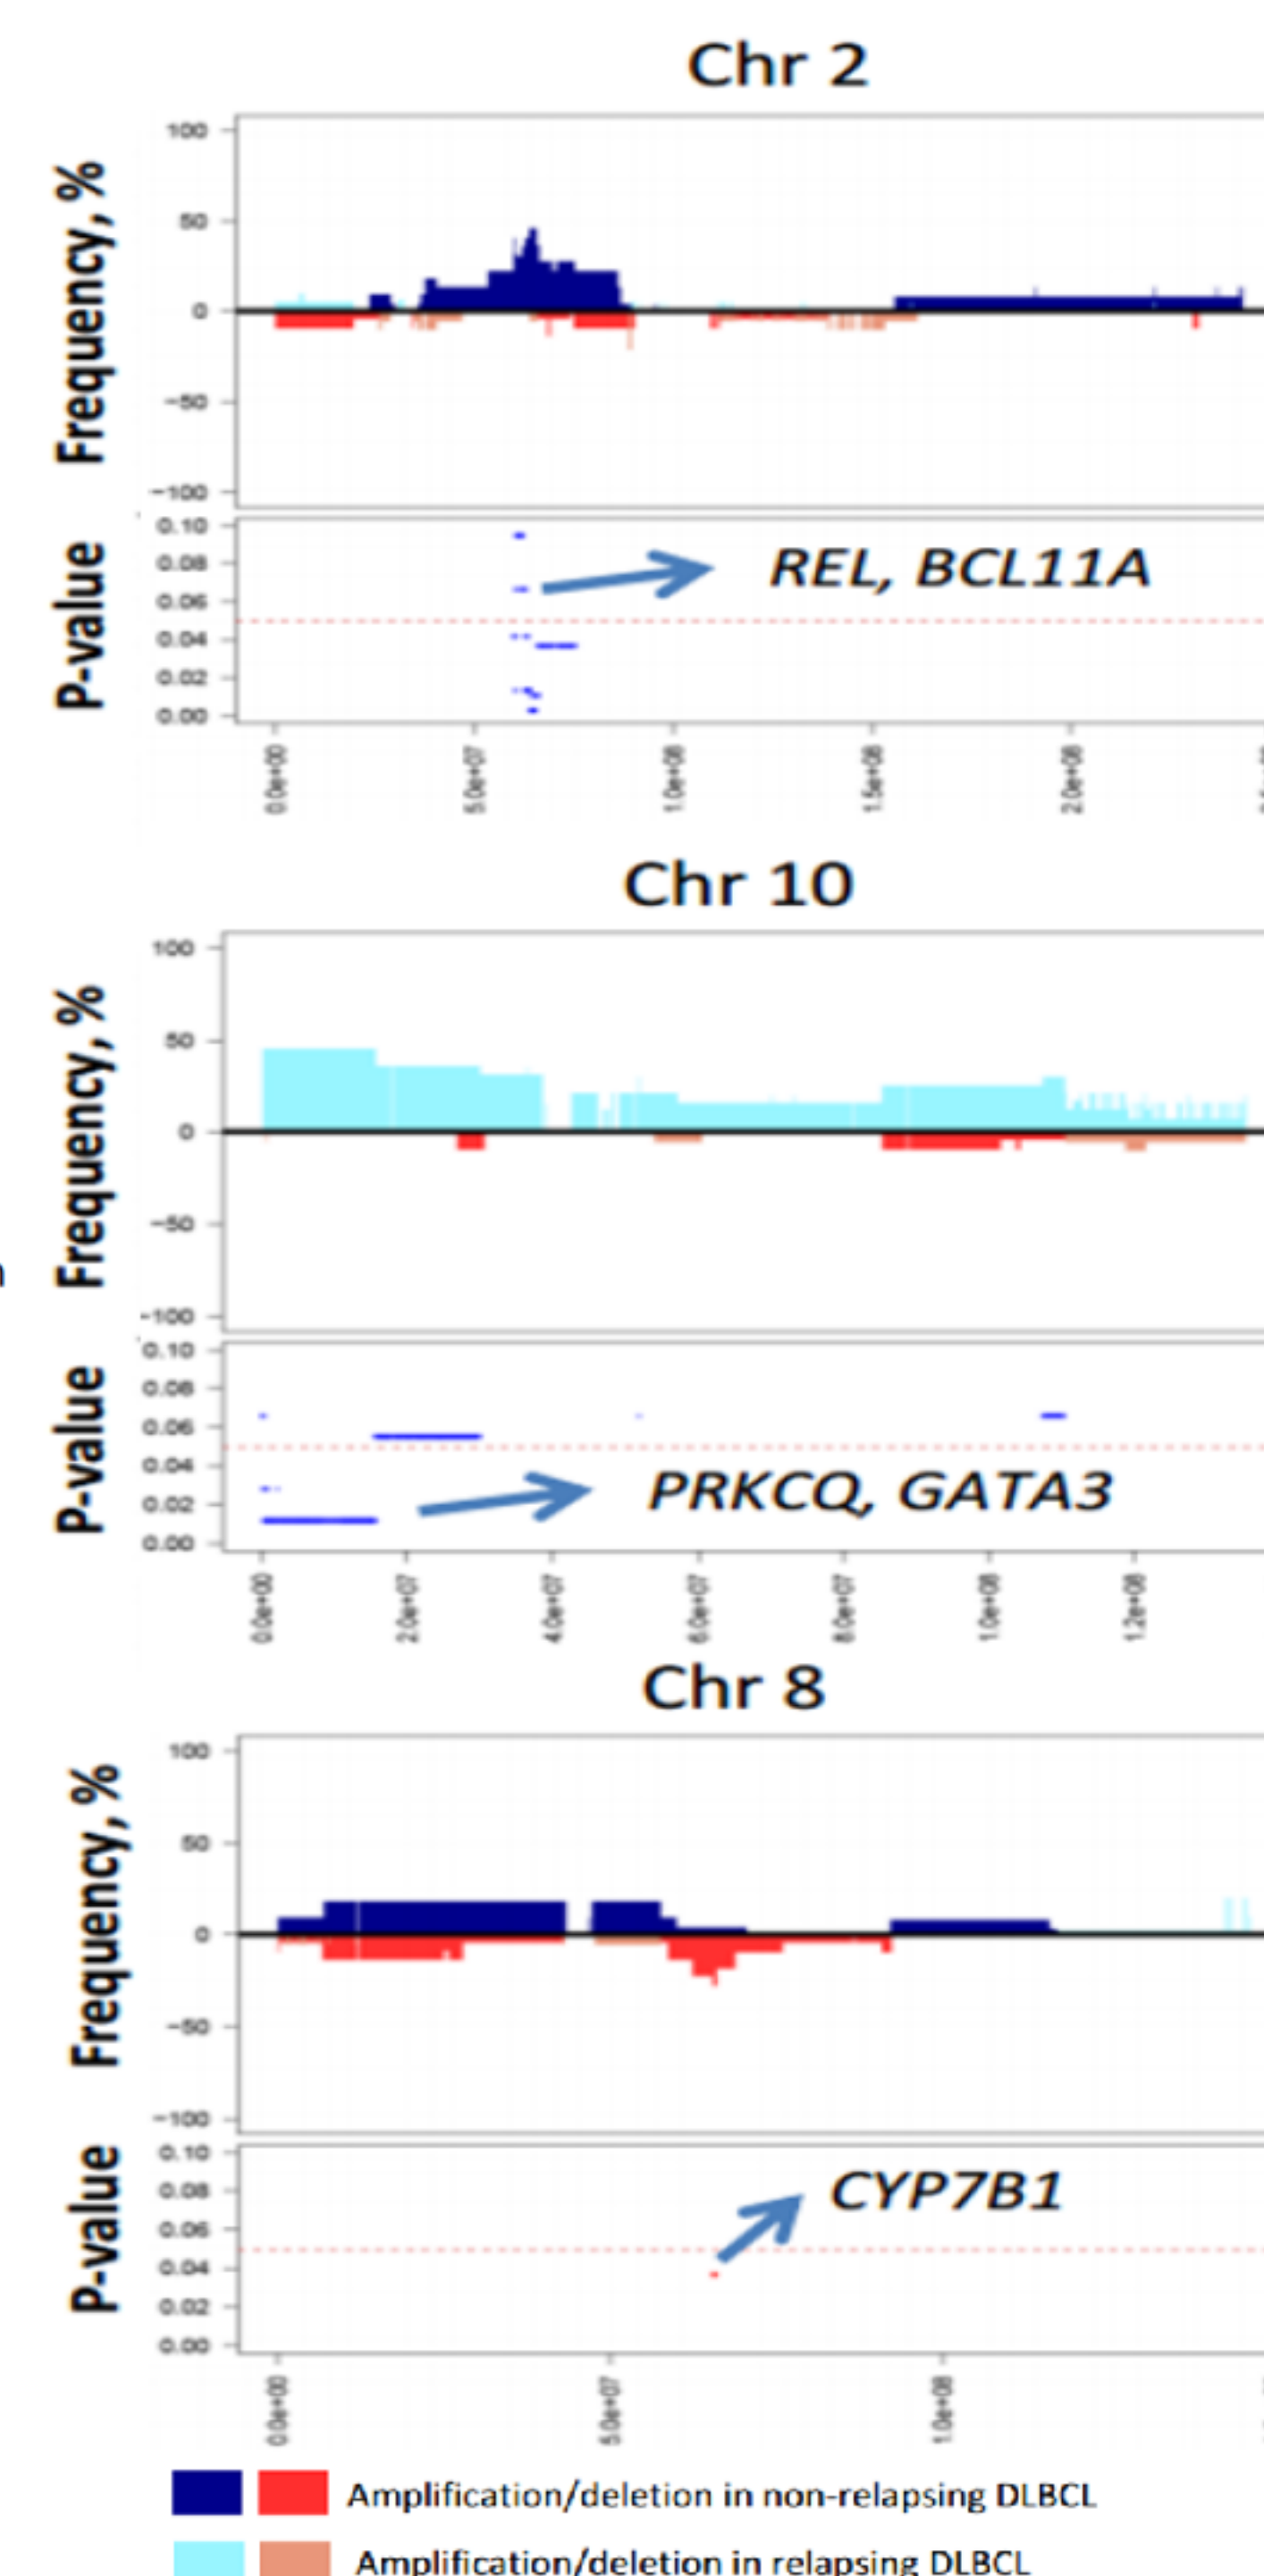 Chr 2
Frequency, %
100
50
0
-50
-100
P-value
0.10
0.08
0.06
0.04
0.02
0.00
REL, BCL11A
0.0e+00
5.0e+07
1.0e+08
1.5e+08
2.0e+08
Chr 10
Frequency, %
100
50
0
-50
-100
P-value
0.10
0.08
0.06
0.04
0.02
0.00
PRKCQ, GATA3
0.0e+00
2.0e+07
4.0e+07
6.0e+07
8.0e+07
1.0e+08
1.2e+08
Chr 8
Frequency, %
100
50
0
-50
-100
P-value
0.10
0.08
0.06
0.04
0.02
0.00
CYP7B1
0.0e+00
5.0e+07
1.0e+08
Amplification/deletion in non-relapsing DLBCL
Amplification/deletion in relapsing DLBCL